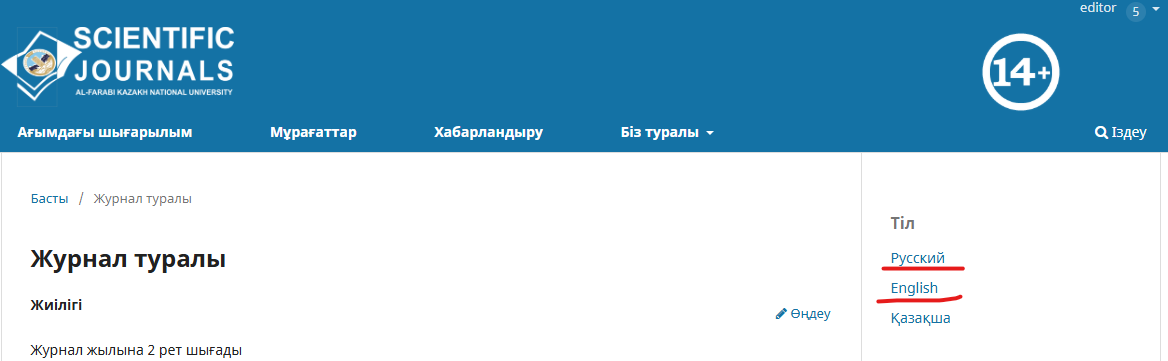 editor 5
SCIENTIFIC
JOURNALS
AL-FARABI KAZAKH NATIONAL UNIVERSITY
14+
Ағымдағы шығарылым Мұрағаттар Хабарландыру Біз туралы Іздеу
Басты / Журнал туралы
Журнал туралы
Жиілігі
Өңдеу
Журнал жылына 2 рет шығады
Тіл
Русский
English
Қазақша